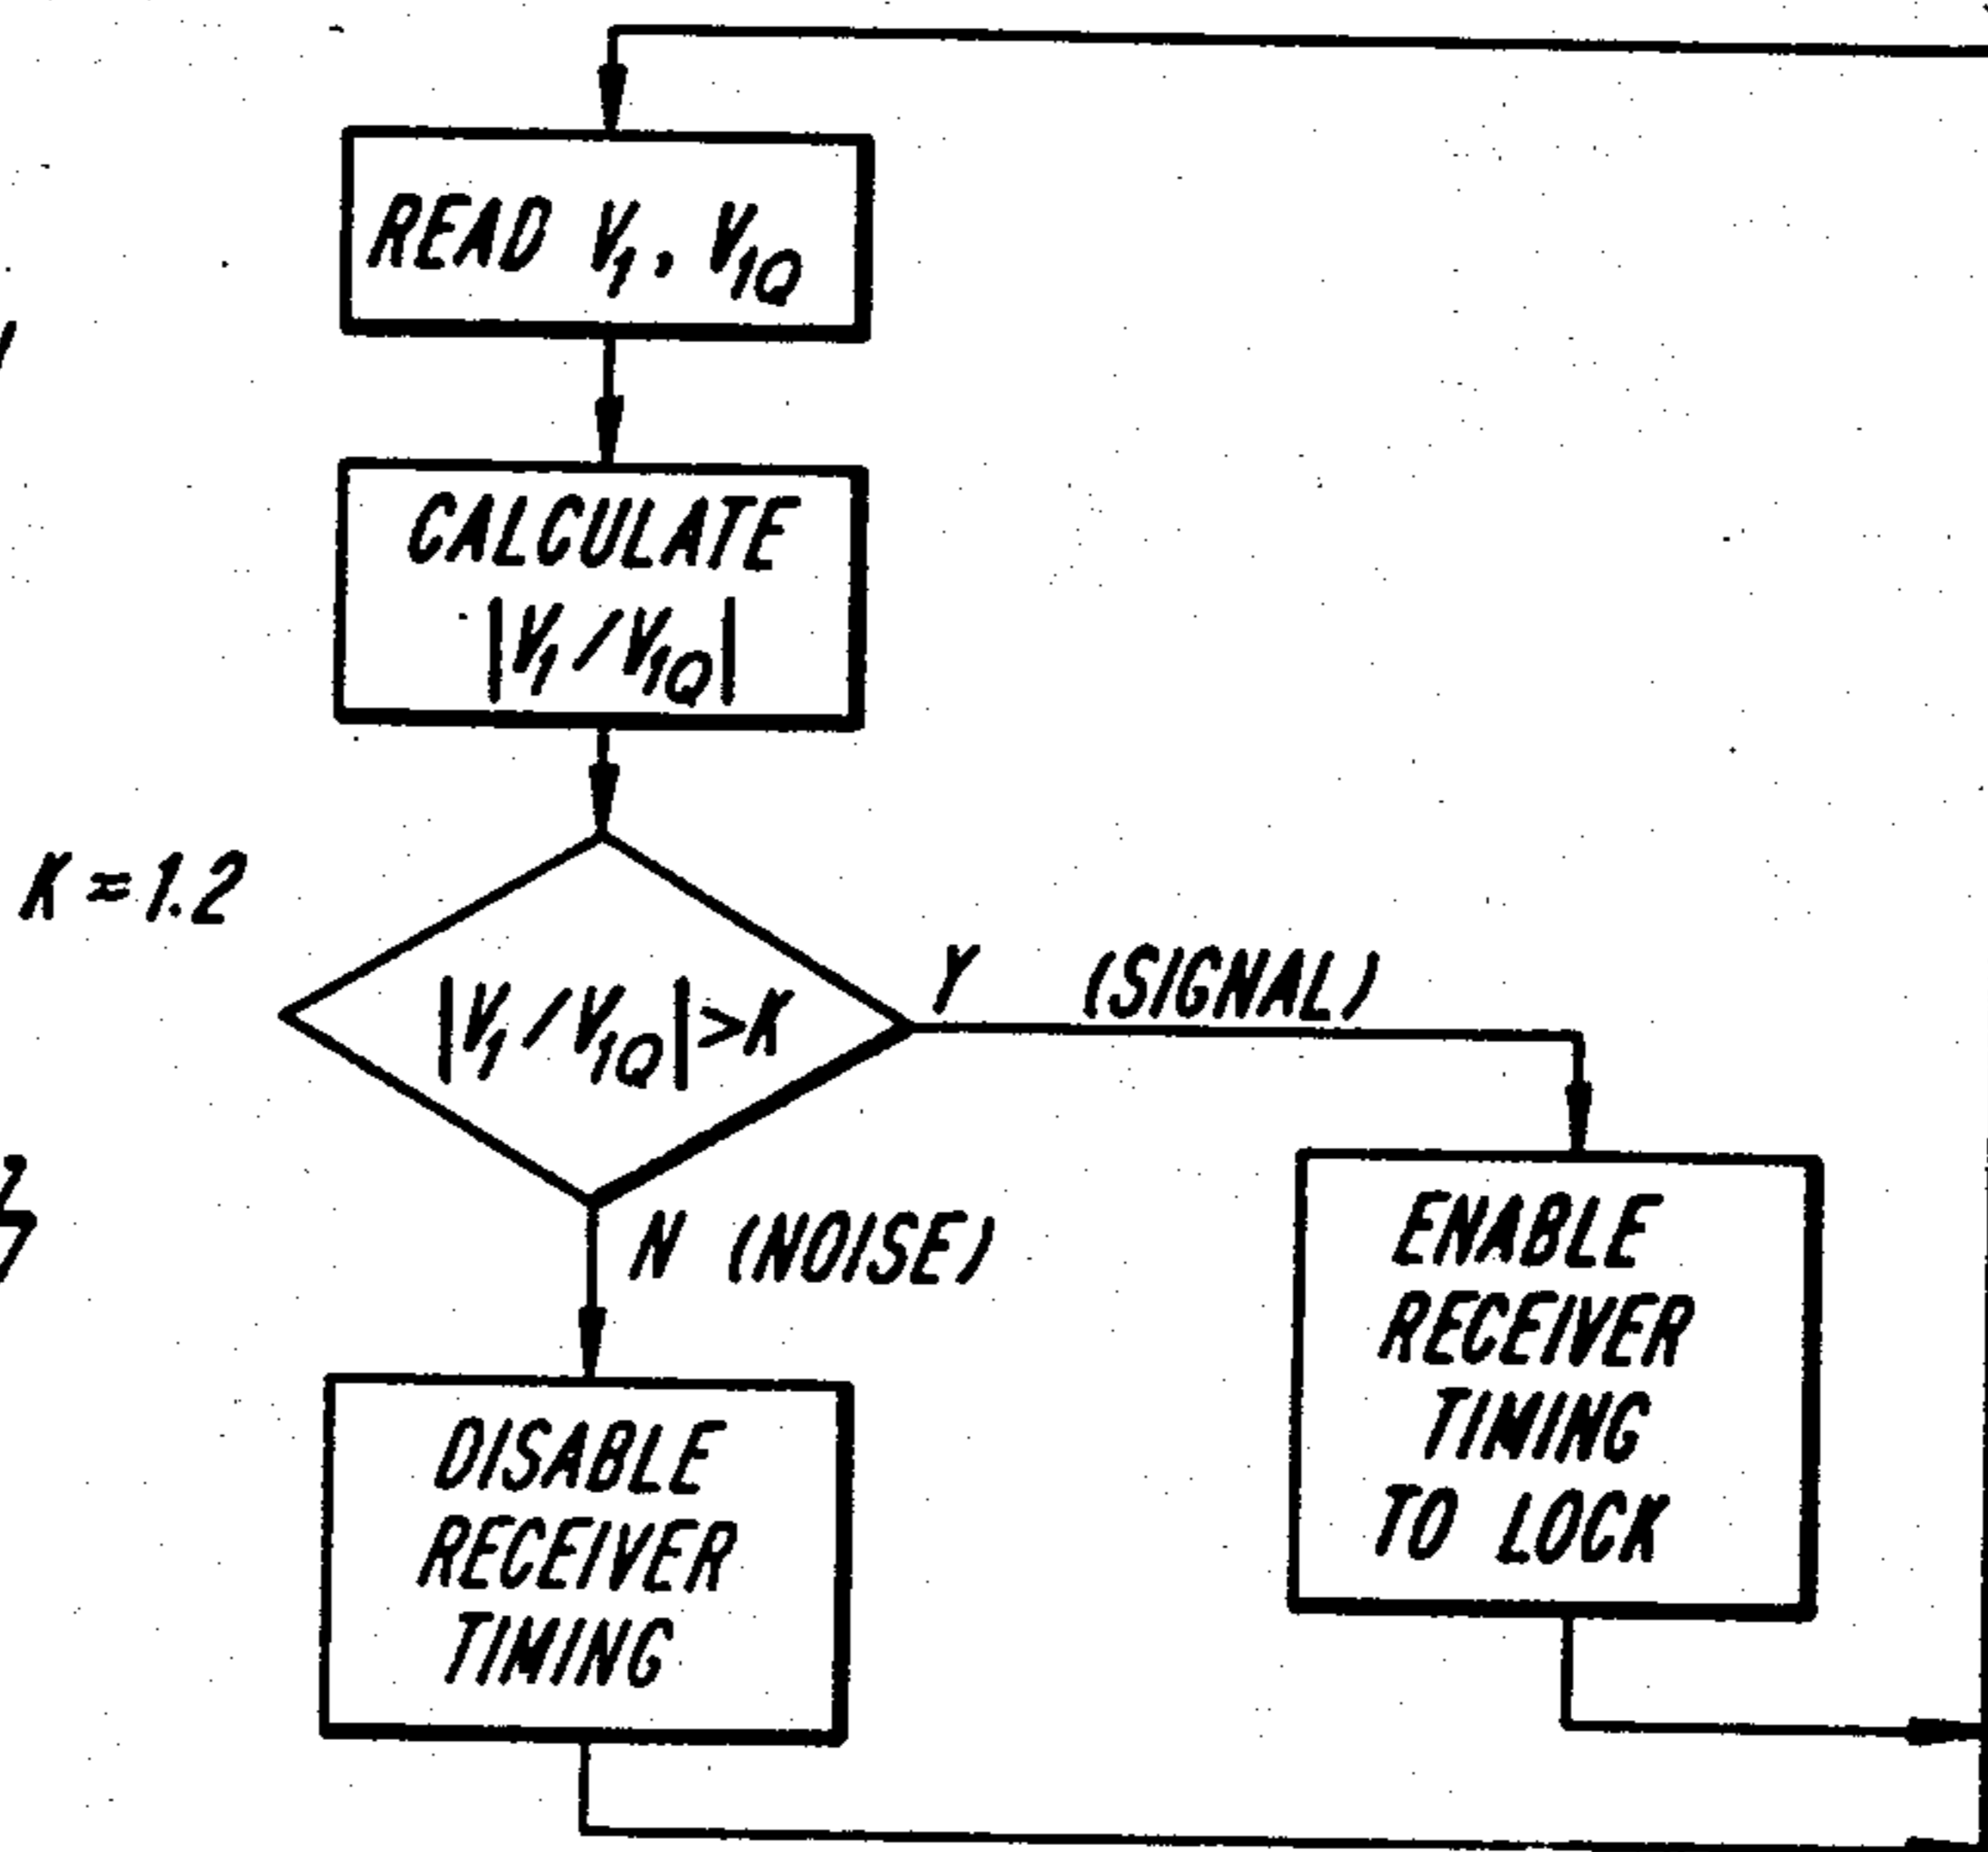 READ V₁, V₁Q
CALCULATE
|V₁/V₁Q|
K≈1.2
|V₁/V₁Q|>K
Y (SIGNAL)
N (NOISE)
ENABLE
RECEIVER
TIMING
TO LOCK
DISABLE
RECEIVER
TIMING